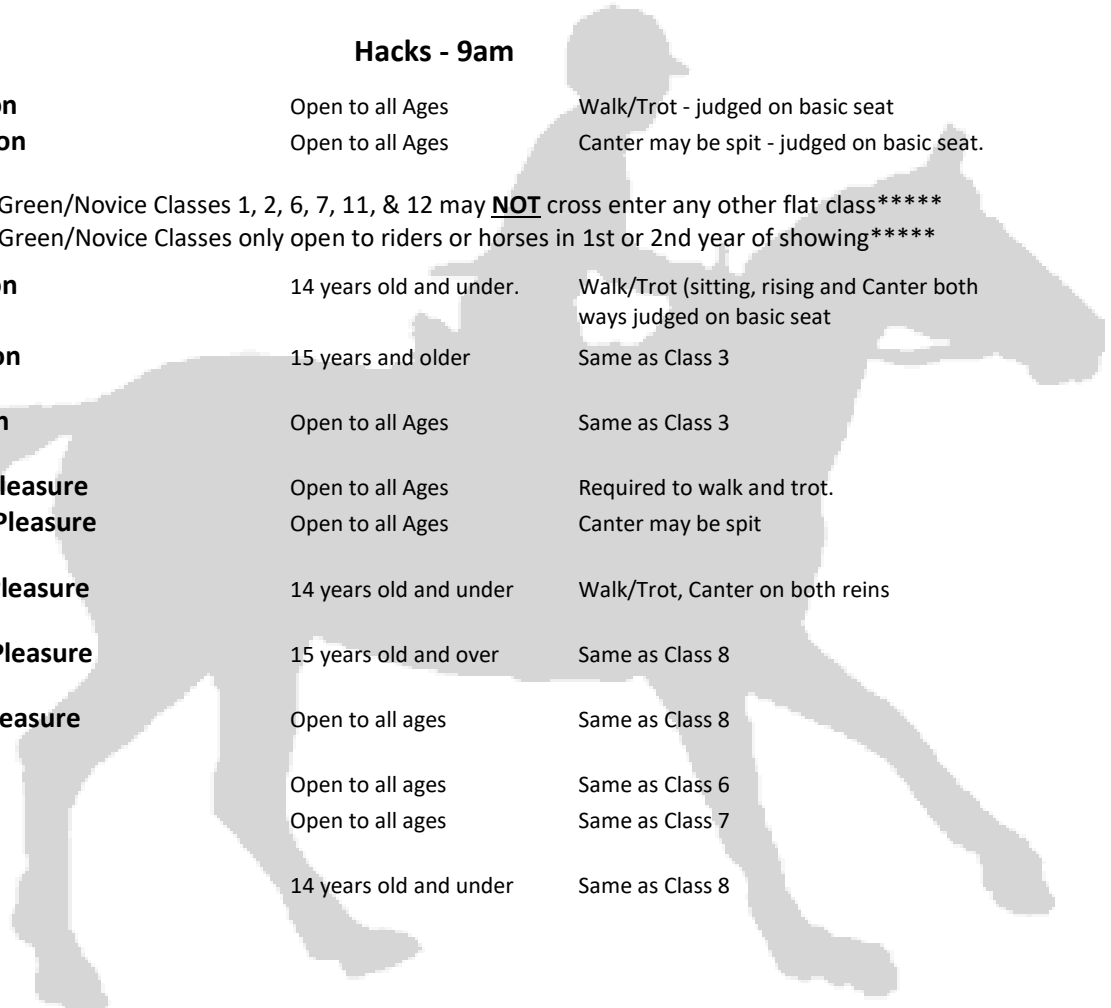 Hacks - 9am
on Open to all Ages Walk/Trot - judged on basic seat
on Open to all Ages Canter may be spit - judged on basic seat.
Green/Novice Classes 1, 2, 6, 7, 11, & 12 may NOT cross enter any other flat class*****
Green/Novice Classes only open to riders or horses in 1st or 2nd year of showing*****
on 14 years old and under. Walk/Trot (sitting, rising and Canter both
ways judged on basic seat
on 15 years and older Same as Class 3
n Open to all Ages Same as Class 3
leasure Open to all Ages Required to walk and trot.
Pleasure Open to all Ages Canter may be spit
leasure 14 years old and under Walk/Trot, Canter on both reins
Pleasure 15 years old and over Same as Class 8
easure Open to all ages Same as Class 8
Open to all ages Same as Class 6
Open to all ages Same as Class 7
14 years old and under Same as Class 8